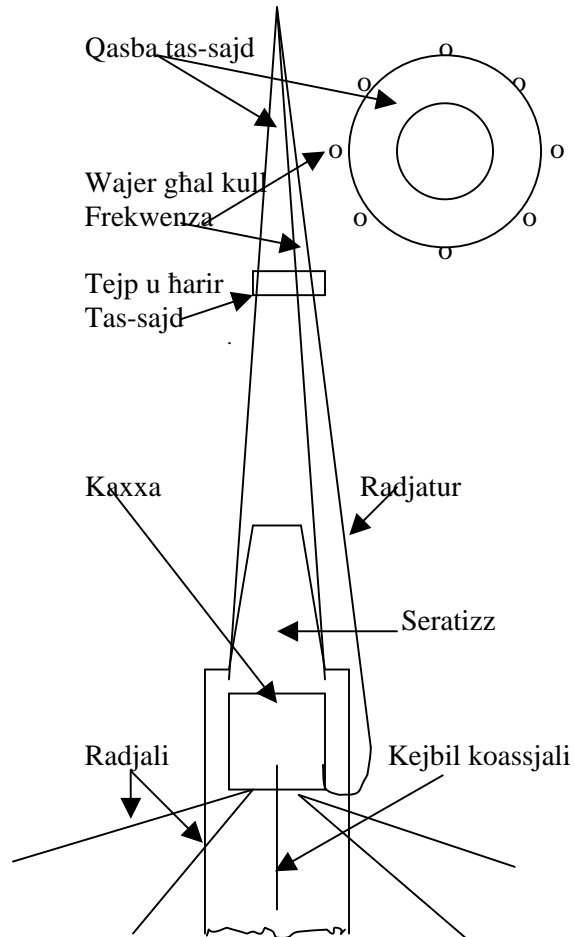 Qasba tas-sajd
o
o
o
o
o
Wajer għal kull
Frekwenza
o
o
o
Tejp u ħarir
Tas-sajd
Kaxxa
Radjatur
Seratizz
Radjali
Kejbil koassjali